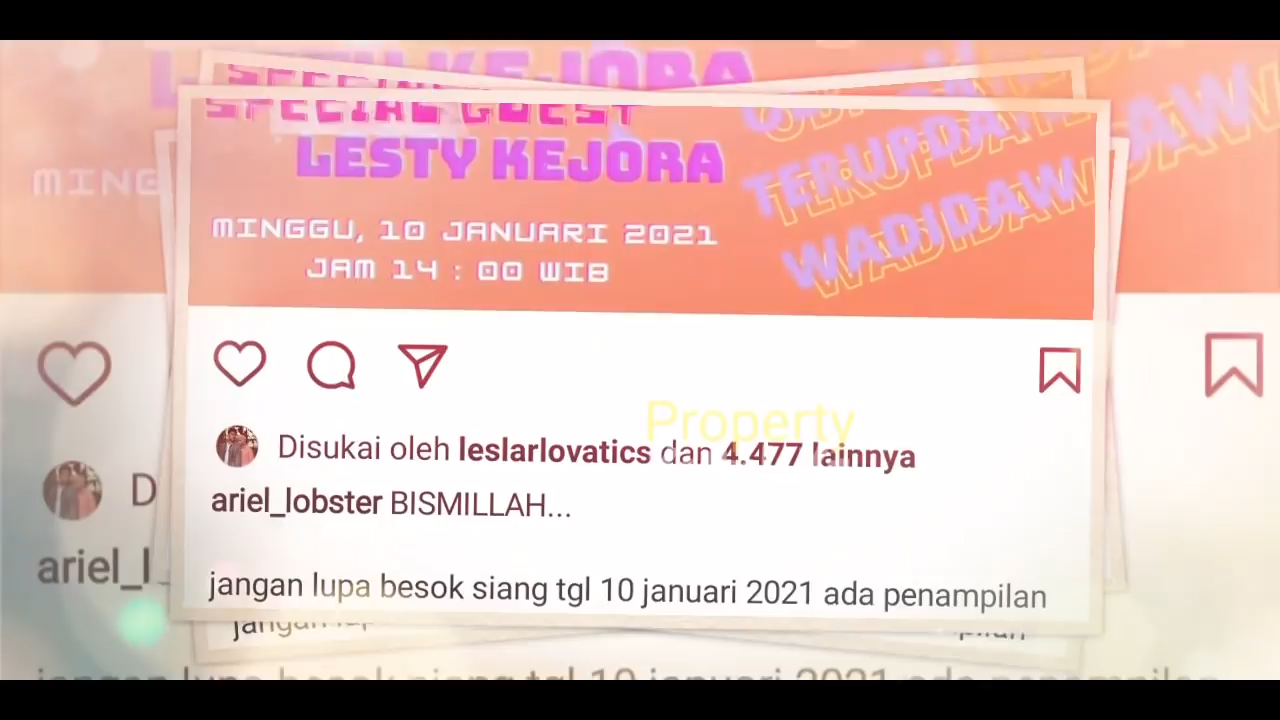 SPECIAL GUEST
LESTY KEJORA
MINGGU, 10 JANUARI 2021
JAM 14 : 00 WIB
TERUPDATE
WADIDAW
Property
Disukai oleh leslarlovatics dan 4.477 lainnya
ariel_lobster BISMILLAH...
jangan lupa besok siang tgl 10 januari 2021 ada penampilan